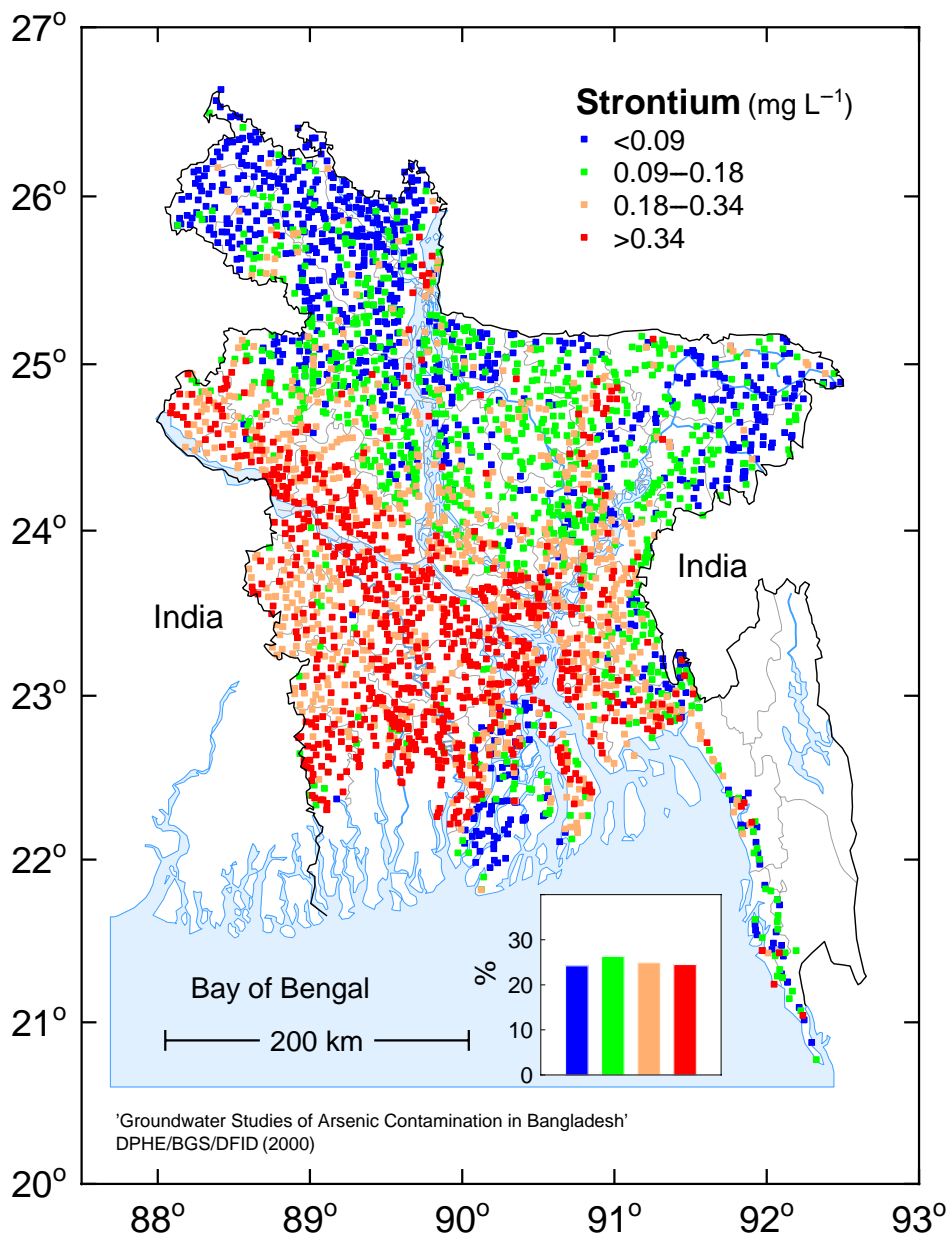 27°
26°
25°
24°
23°
22°
21°
20°
Strontium (mg L⁻¹)
<0.09
0.09–0.18
0.18–0.34
>0.34
India
India
Bay of Bengal
200 km
%
30
20
10
0
'Groundwater Studies of Arsenic Contamination in Bangladesh'
DPHE/BGS/DFID (2000)
88° 89° 90° 91° 92° 93°